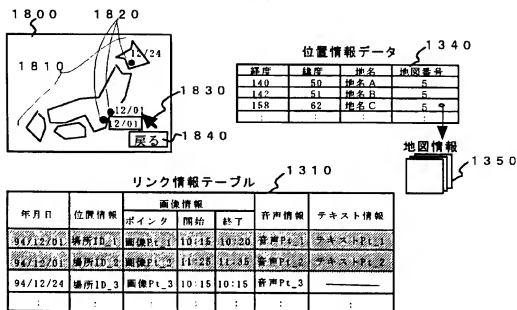 1800
1820
1810
12/24
12/01
12/01
1830
戻る
1840
位置情報データ
1340
経度 緯度 地名 地図番号
140 50 地名A 5
142 51 地名B 5
158 62 地名C 5
: : : :
地図情報
1350
リンク情報テーブル
1310
年月日 位置情報 画像情報 音声情報 テキスト情報
ポインタ 開始 終了
94/12/01 場所ID_1 画像Pt_1 10:15 10:20 音声Pt_1 テキストPt_1
94/12/01 場所ID_2 画像Pt_2 11:25 11:35 音声Pt_2 テキストPt_2
94/12/24 場所ID_3 画像Pt_3 10:15 10:15 音声Pt_3
: : : : : : :